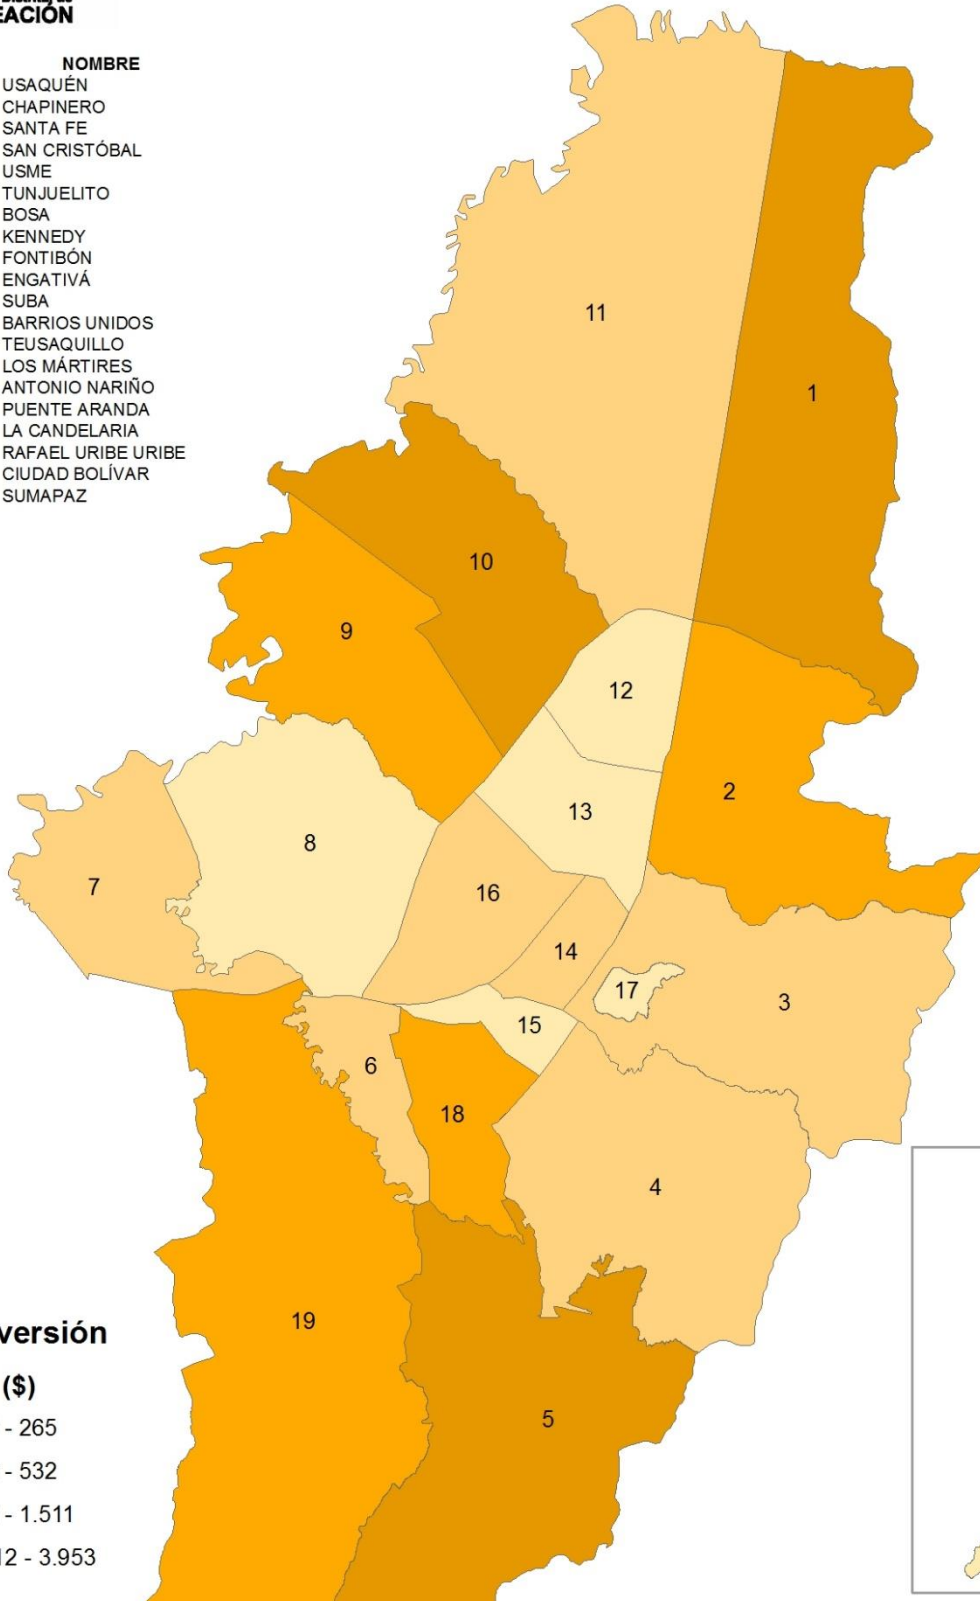 EACIÓN
NOMBRE
USAQUÉN
CHAPINERO
SANTA FE
SAN CRISTÓBAL
USME
TUNJUELITO
BOSA
KENNEDY
FONTIBÓN
ENGATIVÁ
SUBA
BARRIOS UNIDOS
TEUSAQUILLO
LOS MÁRTIRES
ANTONIO NARIÑO
PUENTE ARANDA
LA CANDELARIA
RAFAEL URIBE URIBE
CIUDAD BOLÍVAR
SUMAPAZ
11
1
10
9
12
2
13
8
7
16
14
17
3
15
6
18
4
19
5
versión
($)
- 265
- 532
- 1.511
12 - 3.953